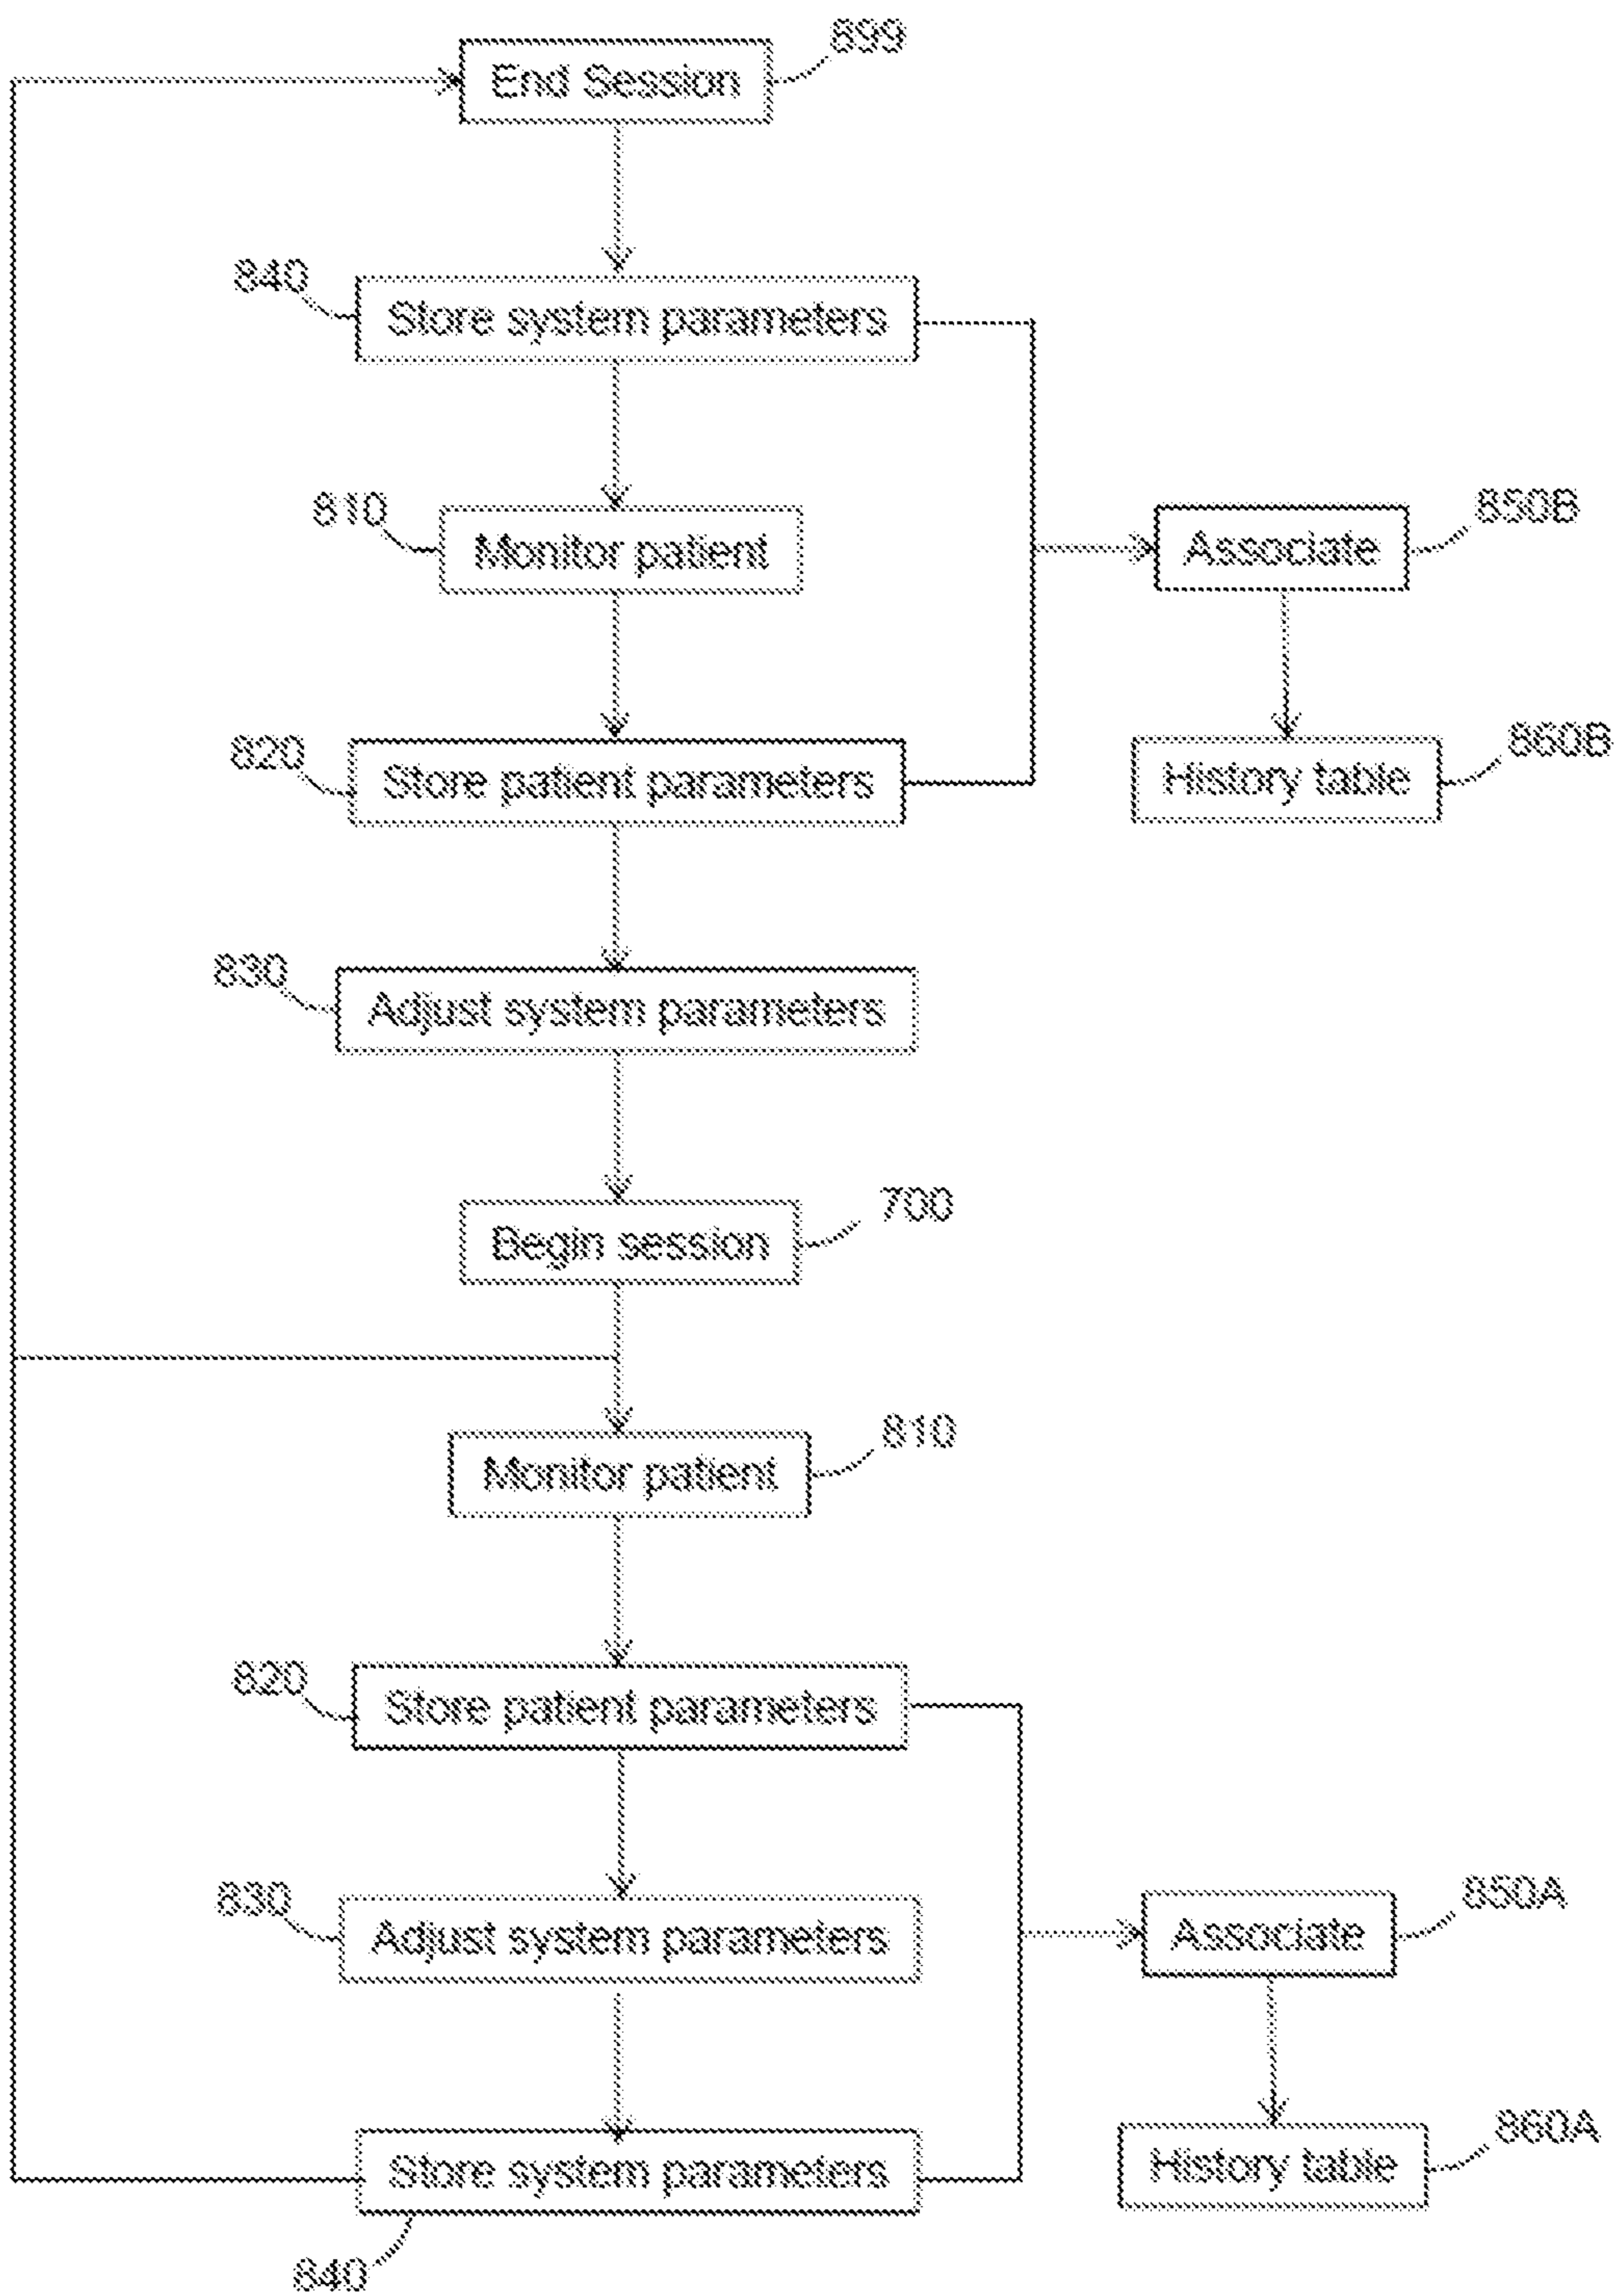 899
End Session
840
Store system parameters
810
Monitor patient
850B
Associate
820
Store patient parameters
860B
History table
830
Adjust system parameters
700
Begin session
810
Monitor patient
820
Store patient parameters
830
Adjust system parameters
850A
Associate
860A
Store system parameters
History table
840